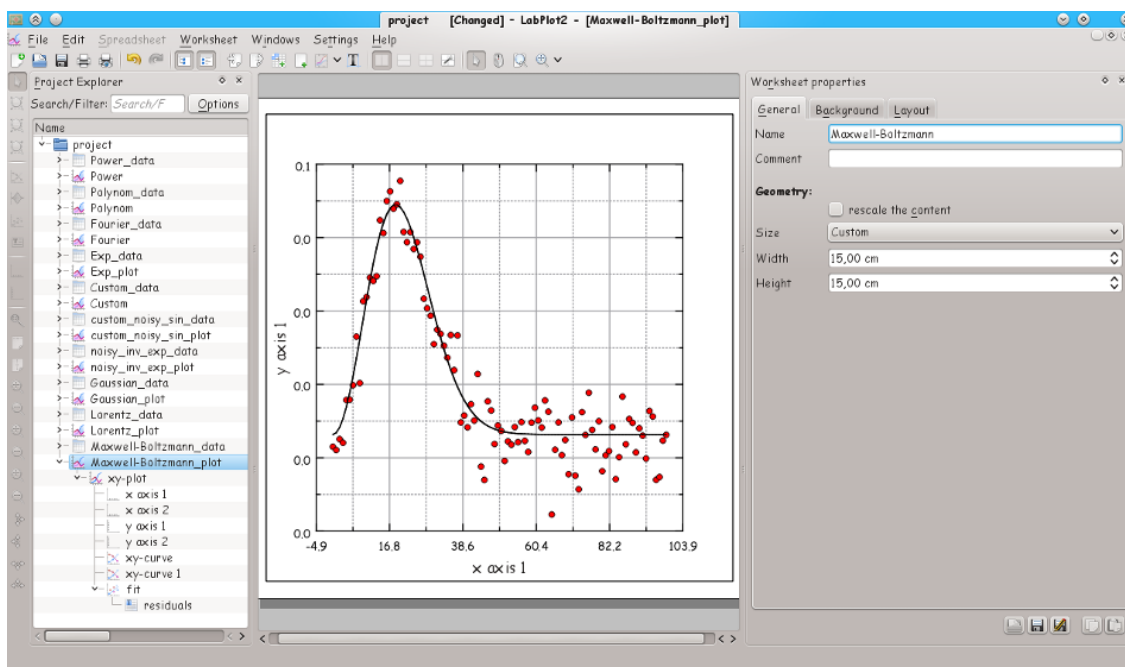 project [Changed] - LabPlot2 - [Maxwell-Boltzmann_plot]
File Edit Spreadsheet Worksheet Windows Settings Help
Project Explorer
Search/Filter: Search/F Options
Name
project
Power_data
Power
Polynom_data
Polynom
Fourier_data
Fourier
Exp_data
Exp_plot
Custom_data
Custom
custom_noisy_sin_data
custom_noisy_sin_plot
noisy_inv_exp_data
noisy_inv_exp_plot
Gaussian_data
Gaussian_plot
Lorentz_data
Lorentz_plot
Maxwell-Boltzmann_data
Maxwell-Boltzmann_plot
xy-plot
x axis 1
x axis 2
y axis 1
y axis 2
xy-curve
xy-curve 1
fit
residuals
0.1
0.0
0.0
0.0
0.0
0.0
y axis 1
-4.9 16.8 38.6 60.4 82.2 103.9
x axis 1
Worksheet properties
General Background Layout
Name Maxwell-Boltzmann
Comment
Geometry:
rescale the content
Size Custom
Width 15,00 cm
Height 15,00 cm